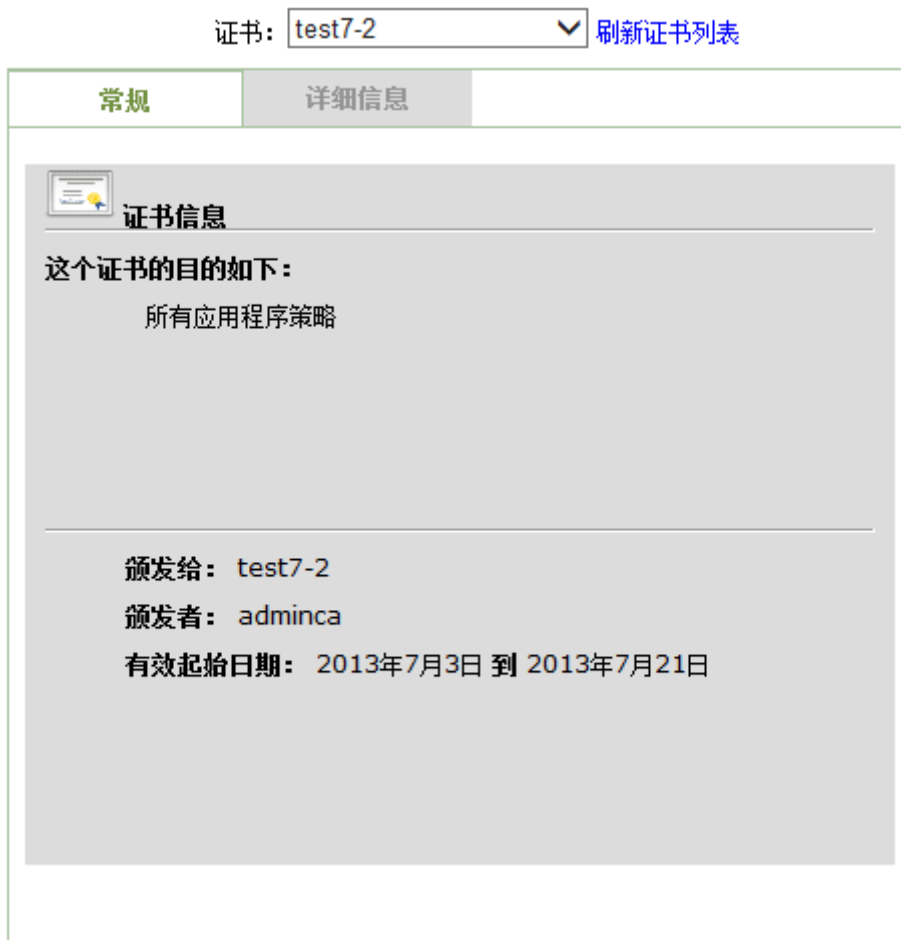 证书: test7-2 刷新证书列表
常规 详细信息
证书信息
这个证书的目的如下:
所有应用程序策略
颁发给: test7-2
颁发者: adminca
有效起始日期: 2013年7月3日 到 2013年7月21日